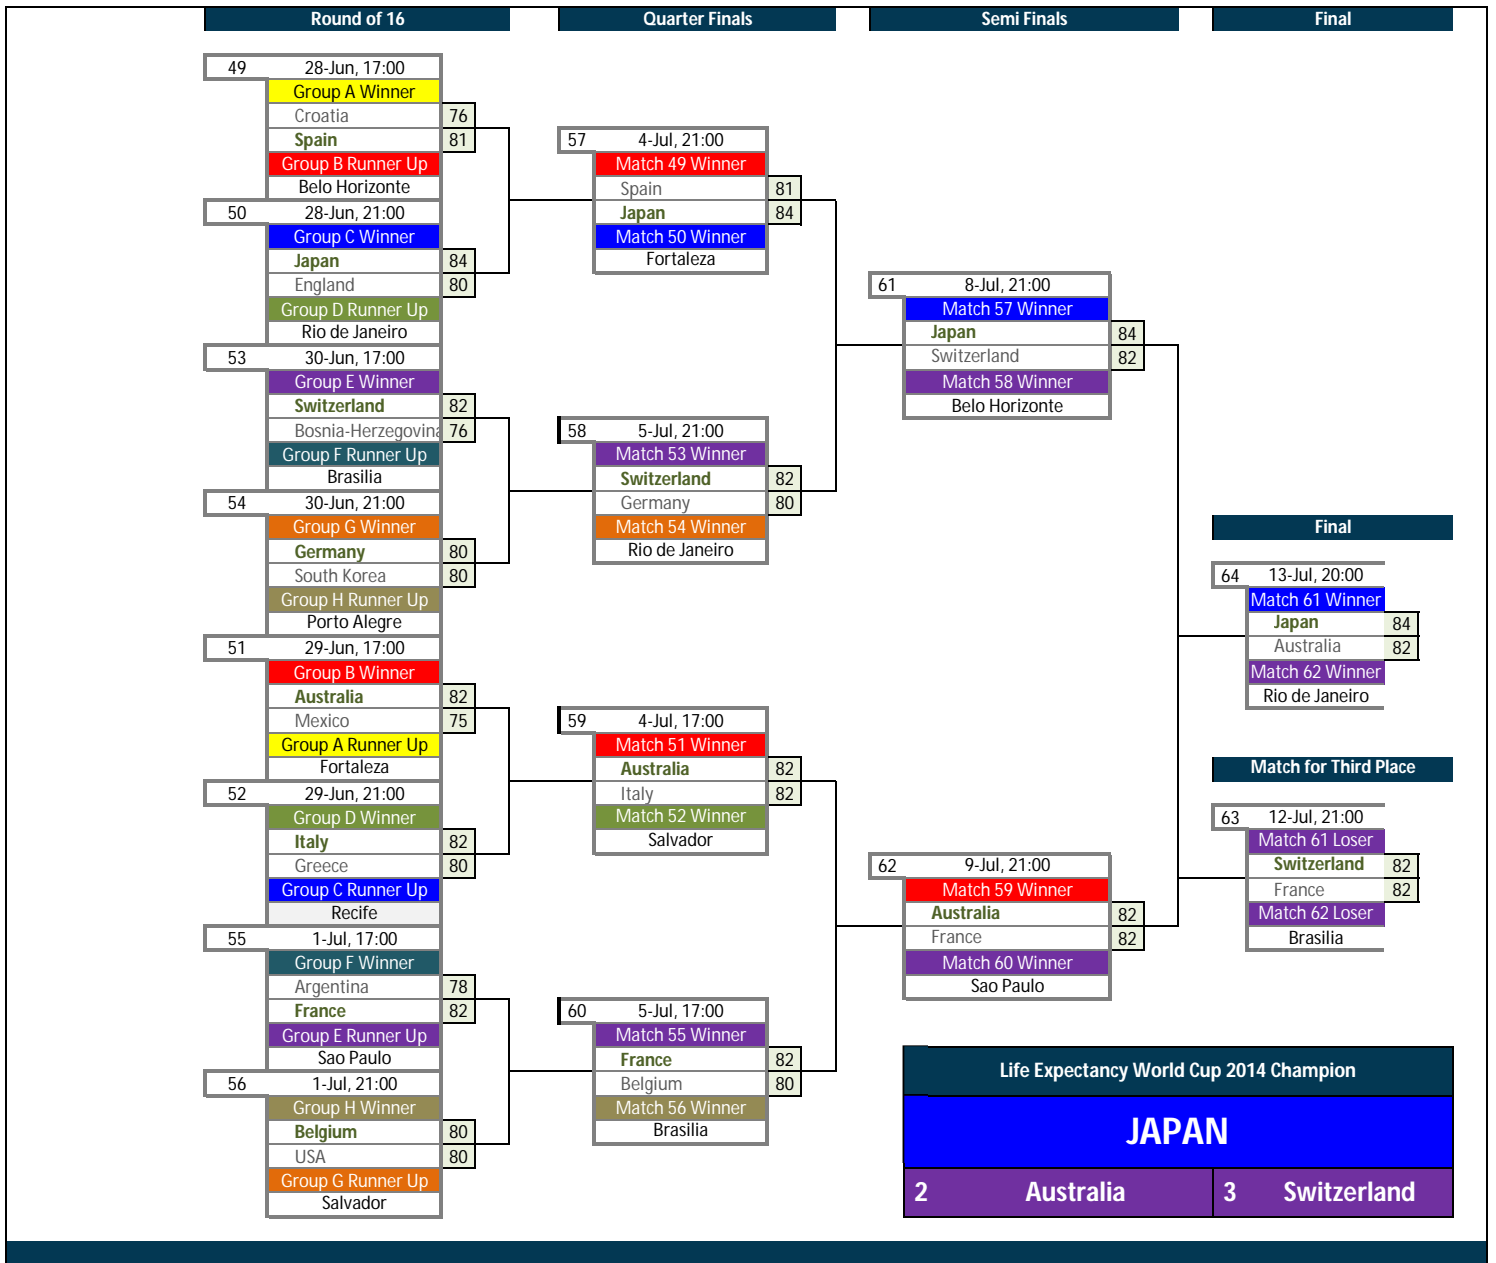 Round of 16
Quarter Finals
Semi Finals
Final
49 28-Jun, 17:00
Group A Winner
Croatia 76
Spain 81
Group B Runner Up
Belo Horizonte
50 28-Jun, 21:00
Group C Winner
Japan 84
England 80
Group D Runner Up
Rio de Janeiro
53 30-Jun, 17:00
Group E Winner
Switzerland 82
Bosnia-Herzegovina 76
Group F Runner Up
Brasilia
54 30-Jun, 21:00
Group G Winner
Germany 80
South Korea 80
Group H Runner Up
Porto Alegre
51 29-Jun, 17:00
Group B Winner
Australia 82
Mexico 75
Group A Runner Up
Fortaleza
52 29-Jun, 21:00
Group D Winner
Italy 82
Greece 80
Group C Runner Up
Recife
55 1-Jul, 17:00
Group F Winner
Argentina 78
France 82
Group E Runner Up
Sao Paulo
56 1-Jul, 21:00
Group H Winner
Belgium 80
USA 80
Group G Runner Up
Salvador
57 4-Jul, 21:00
Match 49 Winner
Spain 81
Japan 84
Match 50 Winner
Fortaleza
58 5-Jul, 21:00
Match 53 Winner
Switzerland 82
Germany 80
Match 54 Winner
Rio de Janeiro
59 4-Jul, 17:00
Match 51 Winner
Australia 82
Italy 82
Match 52 Winner
Salvador
60 5-Jul, 17:00
Match 55 Winner
France 82
Belgium 80
Match 56 Winner
Brasilia
61 8-Jul, 21:00
Match 57 Winner
Japan 84
Switzerland 82
Match 58 Winner
Belo Horizonte
62 9-Jul, 21:00
Match 59 Winner
Australia 82
France 82
Match 60 Winner
Sao Paulo
Final
64 13-Jul, 20:00
Match 61 Winner
Japan 84
Australia 82
Match 62 Winner
Rio de Janeiro
Match for Third Place
63 12-Jul, 21:00
Match 61 Loser
Switzerland 82
France 82
Match 62 Loser
Brasilia
Life Expectancy World Cup 2014 Champion
JAPAN
2 Australia 3 Switzerland